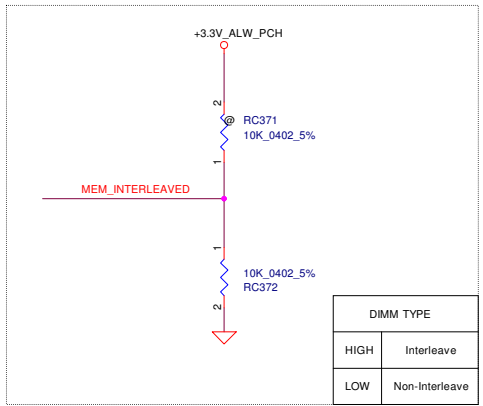 +3.3V_ALW_PCH
2
@ RC371
10K_0402_5%
1
MEM_INTERLEAVED
1
10K_0402_5%
RC372
2
DIMM TYPE
HIGH Interleave
LOW Non-Interleave